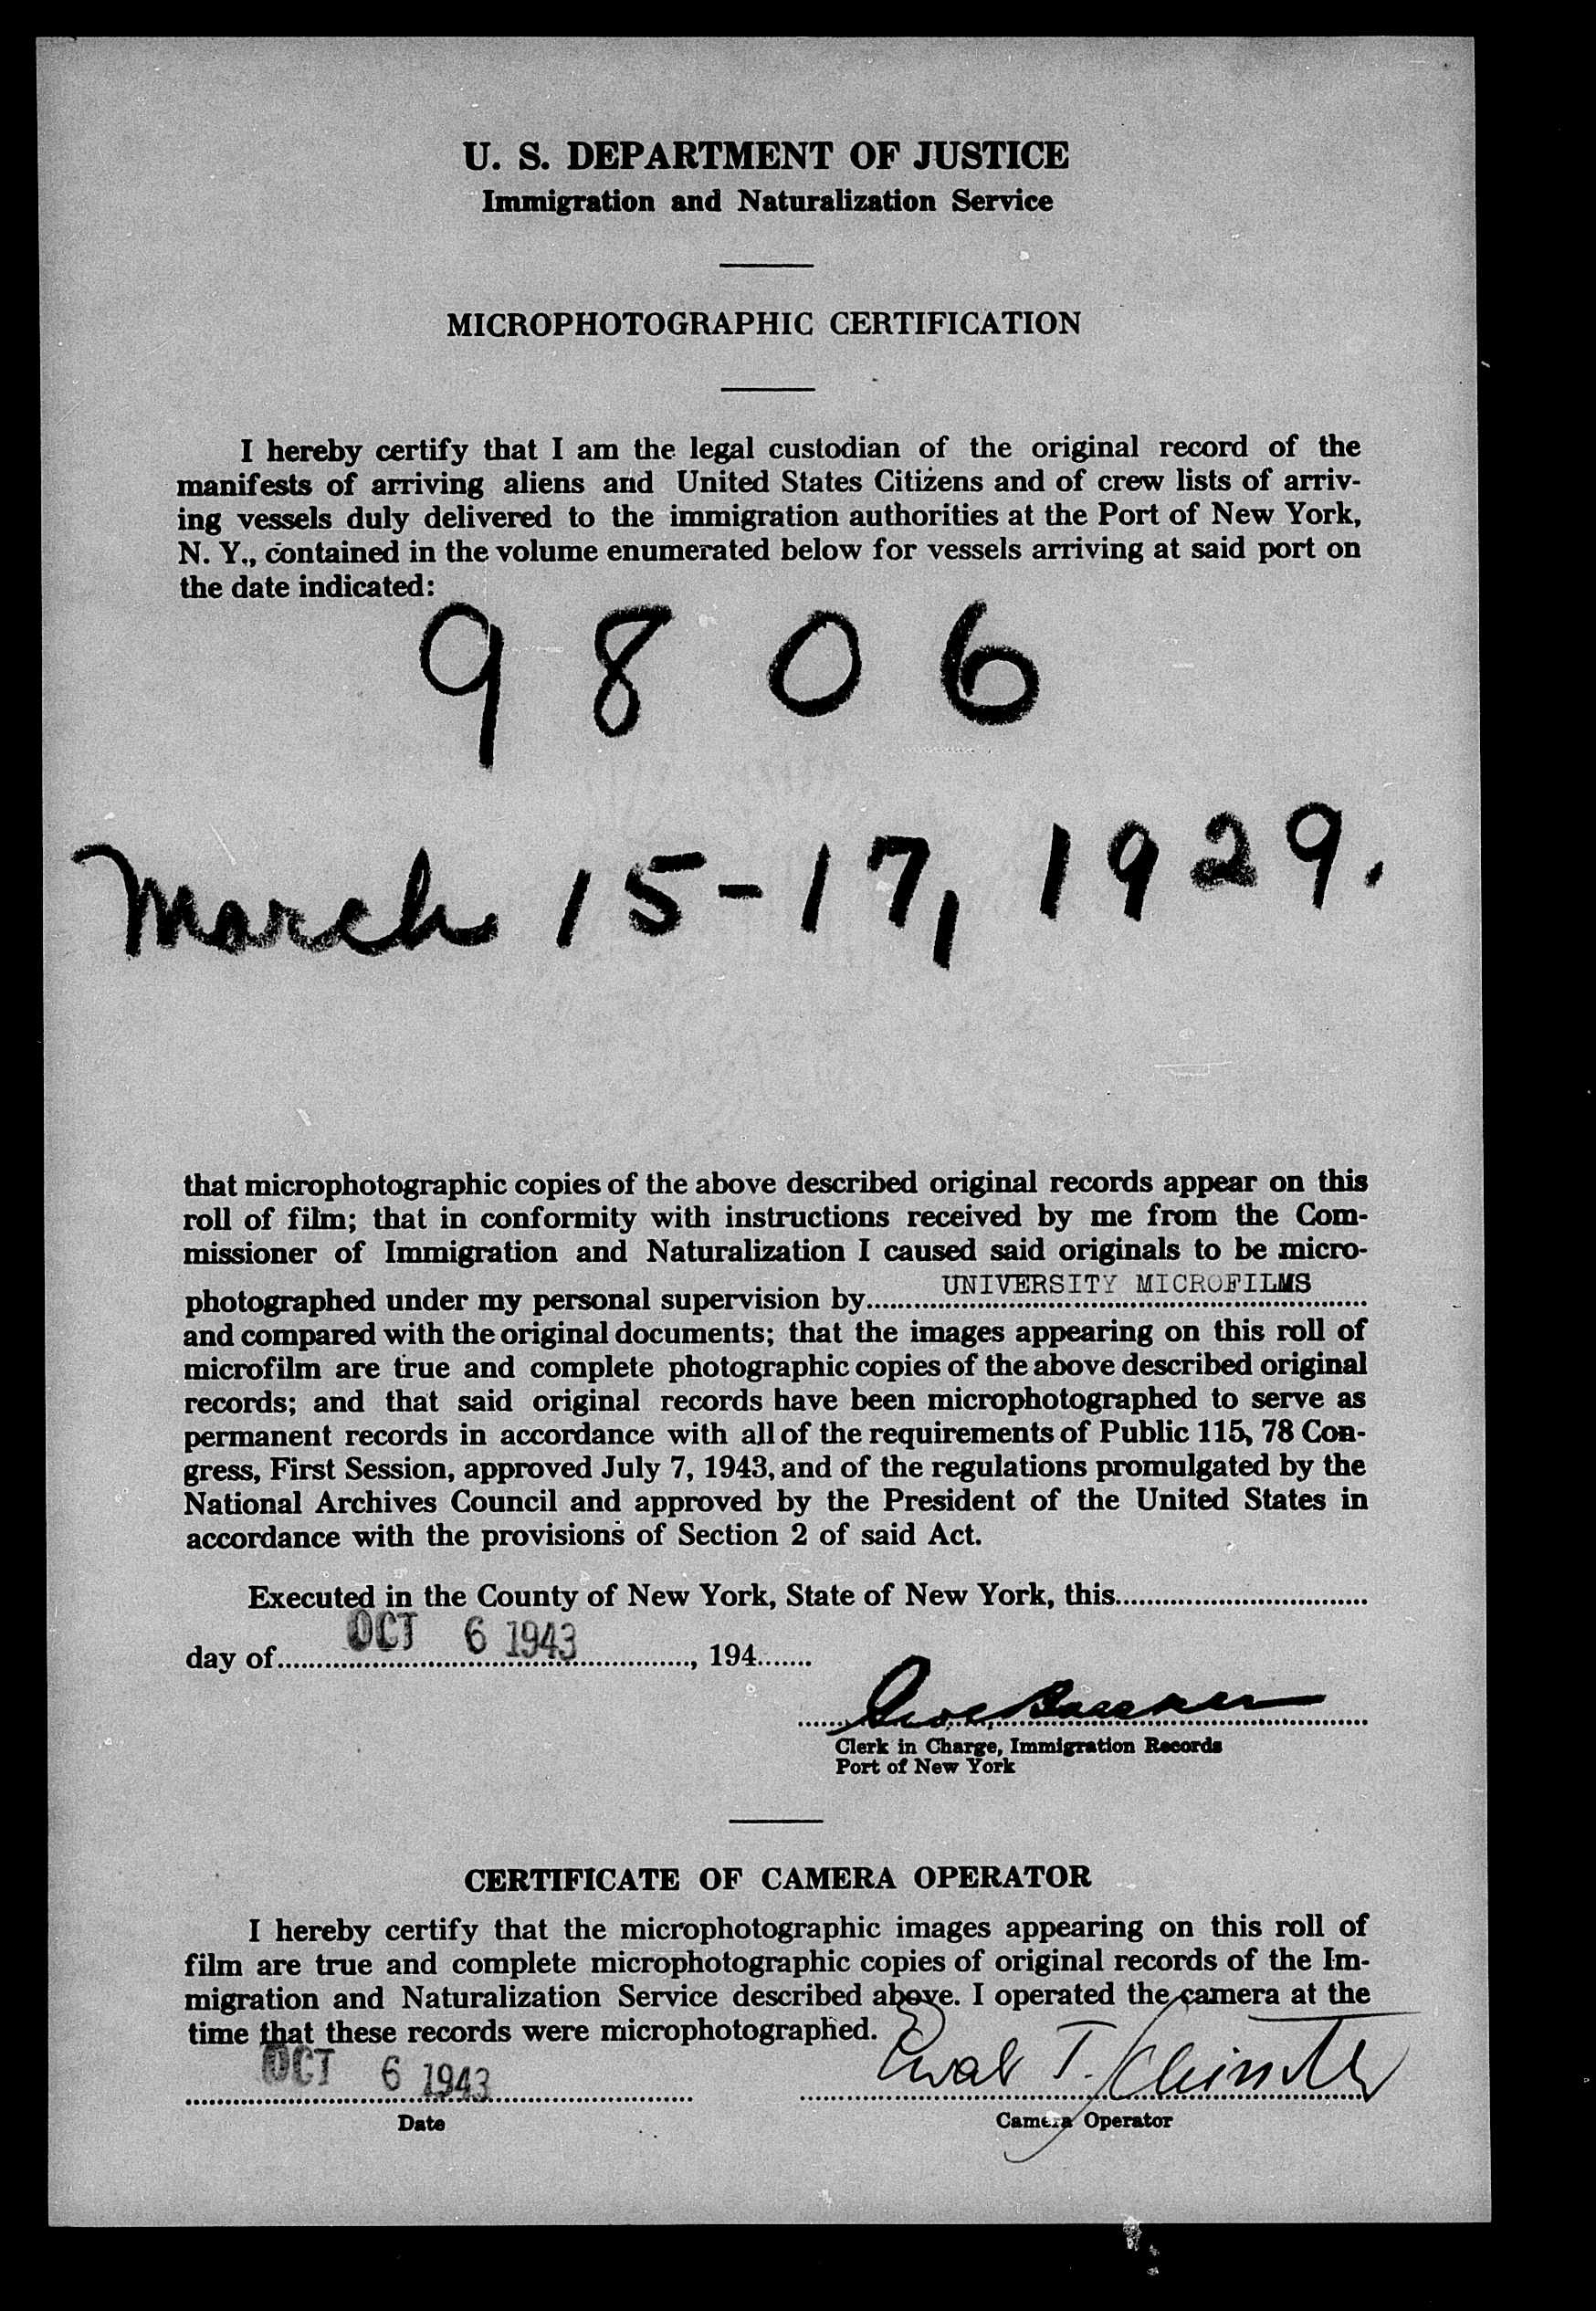 U. S. DEPARTMENT OF JUSTICE
Immigration and Naturalization Service
MICROPHOTOGRAPHIC CERTIFICATION
I hereby certify that I am the legal custodian of the original record of the
manifests of arriving aliens and United States Citizens and of crew lists of arriv-
ing vessels duly delivered to the immigration authorities at the Port of New York,
N. Y., contained in the volume enumerated below for vessels arriving at said port on
the date indicated:
9806
March 15-17, 1929.
that microphotographic copies of the above described original records appear on this
roll of film; that in conformity with instructions received by me from the Com-
missioner of Immigration and Naturalization I caused said originals to be micro-
photographed under my personal supervision by UNIVERSITY MICROFILMS
and compared with the original documents; that the images appearing on this roll of
microfilm are true and complete photographic copies of the above described original
records; and that said original records have been microphotographed to serve as
permanent records in accordance with all of the requirements of Public 115, 78 Con-
gress, First Session, approved July 7, 1943, and of the regulations promulgated by the
National Archives Council and approved by the President of the United States in
accordance with the provisions of Section 2 of said Act.
Executed in the County of New York, State of New York, this
day of OCT 6 1943, 194
Clerk in Charge, Immigration Records
Port of New York
CERTIFICATE OF CAMERA OPERATOR
I hereby certify that the microphotographic images appearing on this roll of
film are true and complete microphotographic copies of original records of the Im-
migration and Naturalization Service described above. I operated the camera at the
time that these records were microphotographed.
OCT 6 1943
Date
Camera Operator